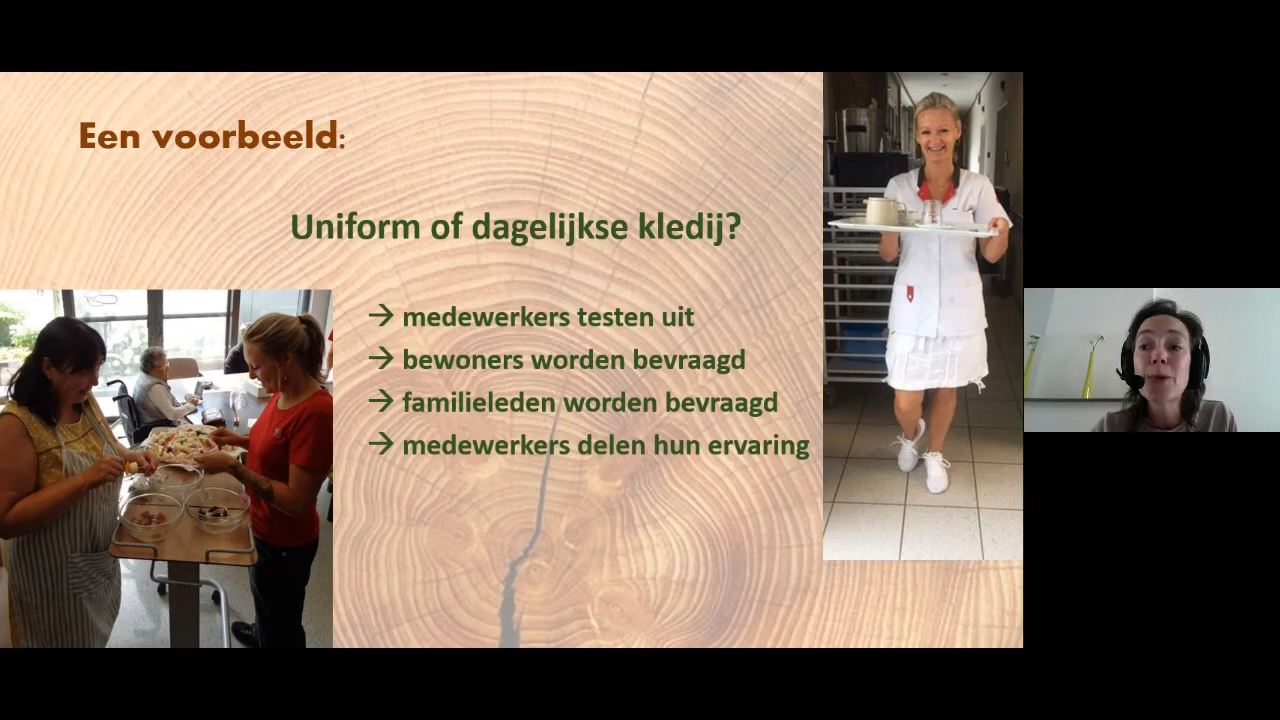 Een voorbeeld:
Uniform of dagelijkse kledij?
→ medewerkers testen uit
→ bewoners worden bevraagd
→ familieleden worden bevraagd
→ medewerkers delen hun ervaring